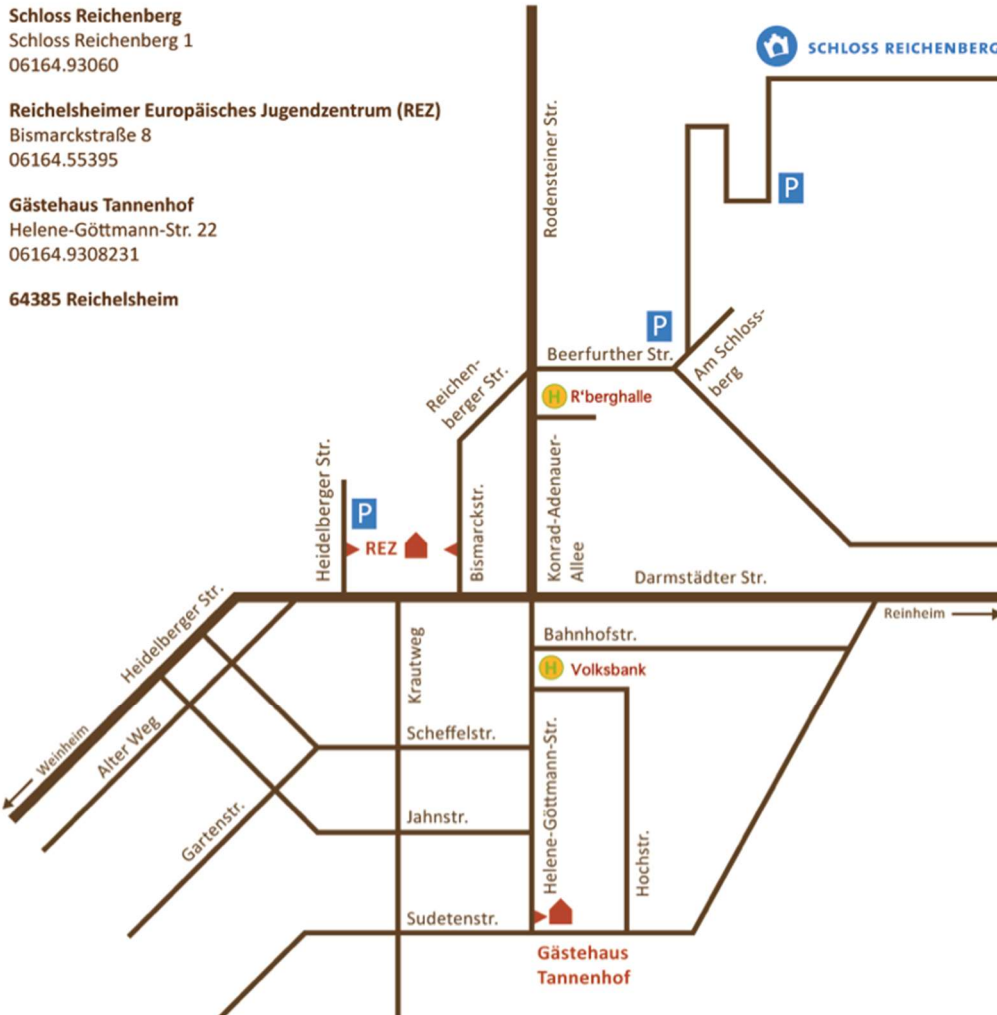 Schloss Reichenberg
Schloss Reichenberg 1
06164.93060
Reichelsheimer Europäisches Jugendzentrum (REZ)
Bismarckstraße 8
06164.55395
Gästehaus Tannenhof
Helene-Göttmann-Str. 22
06164.9308231
64385 Reichelsheim
SCHLOSS REICHENBERG
P
Rodensteiner Str.
P
Beerfurther Str.
Am Schloss-
berg
Reichen-
berger Str.
H R'berghalle
Heidelberger Str.
P
REZ
Bismarckstr.
Konrad-Adenauer-
Allee
Darmstädter Str.
Reinheim
Heidelberger Str.
Weinheim
Alter Weg
Gartenstr.
Krautweg
Bahnhofstr.
H Volksbank
Scheffelstr.
Helene-Göttmann-Str.
Jahnstr.
Hochstr.
Sudetenstr.
Gästehaus
Tannenhof